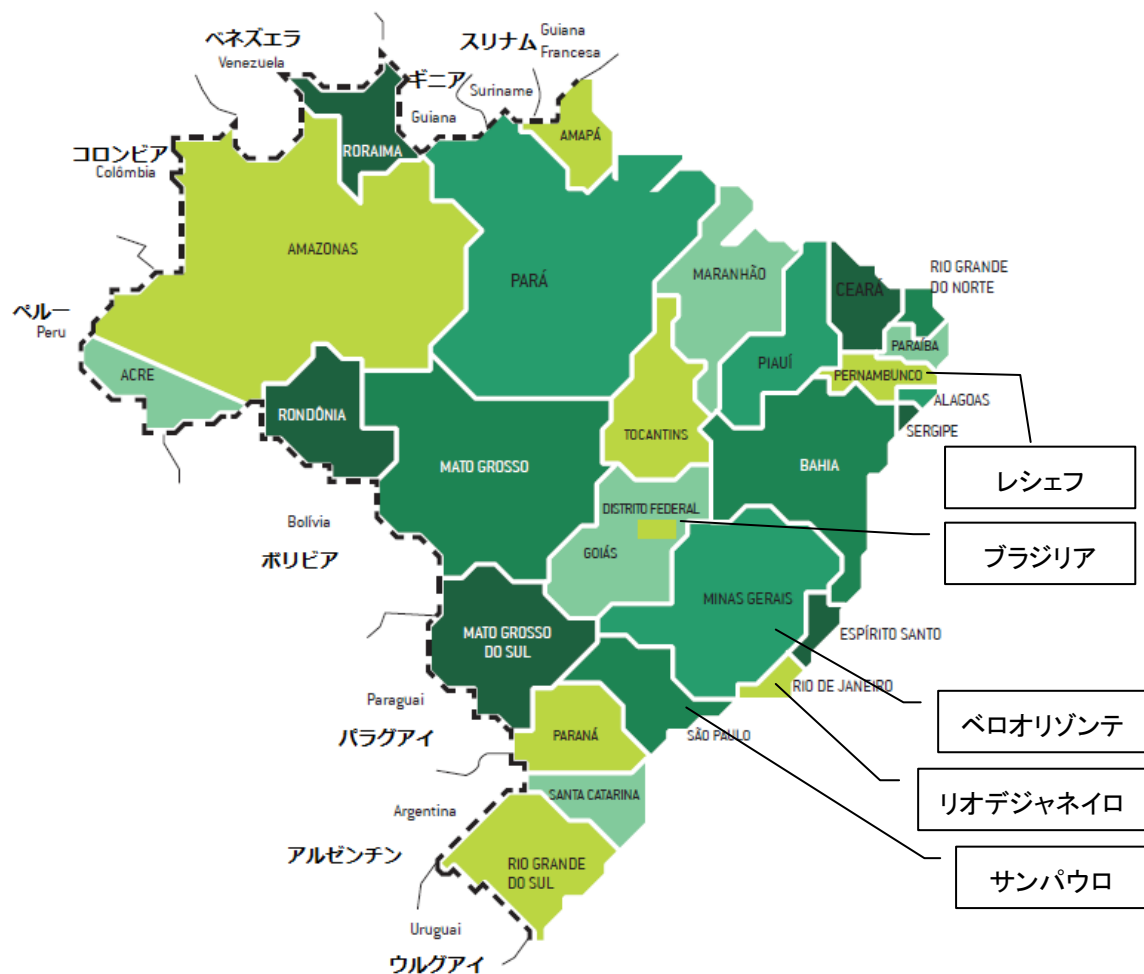 ベネズエラ
Venezuela
スリナム
Guiana
Francesa
ギニア
Suriname
Guiana
コロンビア
Colômbia
RORAIMA
AMAPÁ
AMAZONAS
PARÁ
MARANHÃO
CEARÁ
RIO GRANDE
DO NORTE
ペルー
Peru
ACRE
PARAÍBA
PIAUÍ
PERNAMBUNCO
ALAGOAS
SERGIPE
RONDÔNIA
TOCANTINS
MATO GROSSO
BAHIA
レシェフ
DISTRITO FEDERAL
Bolívia
ボリビア
GOIÁS
ブラジリア
MINAS GERAIS
MATO GROSSO
DO SUL
ESPÍRITO SANTO
RIO DE JANEIRO
Paraguai
パラグアイ
PARANÁ
SÃO PAULO
ベロオリゾンテ
SANTA CATARINA
リオデジャネイロ
Argentina
アルゼンチン
RIO GRANDE
DO SUL
サンパウロ
Uruguai
ウルグアイ